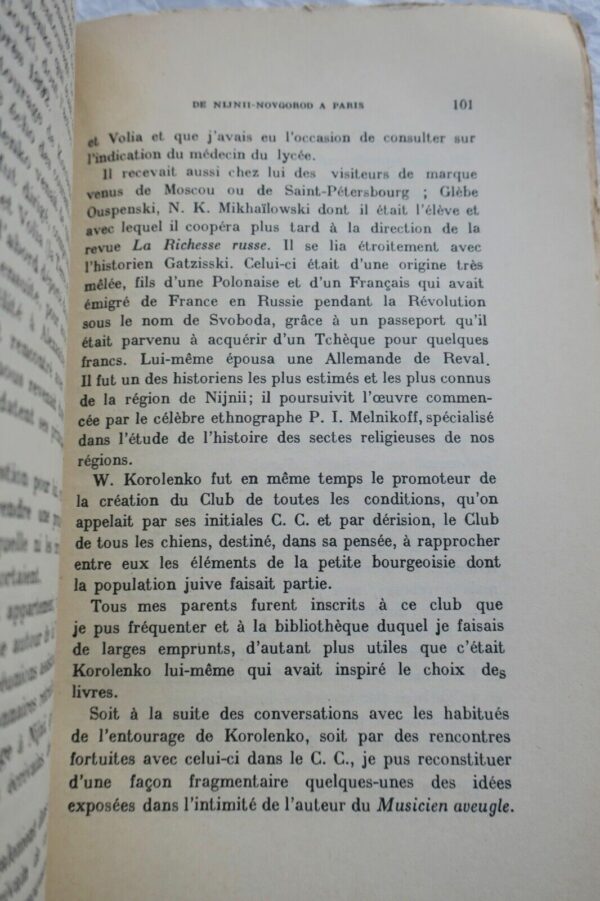 DE NIJNII-NOVGOROD A PARIS 101
et Volia et que j'avais eu l'occasion de consulter sur
l'indication du médecin du lycée.
Il recevait aussi chez lui des visiteurs de marque
venus de Moscou ou de Saint-Pétersbourg ; Glèbe
Ouspenski, N. K. Mikhaïlowski dont il était l'élève et
avec lequel il coopéra plus tard à la direction de la
revue La Richesse russe. Il se lia étroitement avec
l'historien Gatzisski. Celui-ci était d'une origine très
mêlée, fils d'une Polonaise et d'un Français qui avait
émigré de France en Russie pendant la Révolution
sous le nom de Svoboda, grâce à un passeport qu'il
était parvenu à acquérir d'un Tchèque pour quelques
francs. Lui-même épousa une Allemande de Reval.
Il fut un des historiens les plus estimés et les plus connus
de la région de Nijnii; il poursuivit l'œuvre commen-
cée par le célèbre ethnographe P. I. Melnikoff, spécialisé
dans l'étude de l'histoire des sectes religieuses de nos
régions.
W. Korolenko fut en même temps le promoteur de
la création du Club de toutes les conditions, qu'on
appelait par ses initiales C. C. et par dérision, le Club
de tous les chiens, destiné, dans sa pensée, à rapprocher
entre eux les éléments de la petite bourgeoisie dont
la population juive faisait partie.
Tous mes parents furent inscrits à ce club que
je pus fréquenter et à la bibliothèque duquel je faisais
de larges emprunts, d'autant plus utiles que c'était
Korolenko lui-même qui avait inspiré le choix des
livres.
Soit à la suite des conversations avec les habitués
de l'entourage de Korolenko, soit par des rencontres
fortuites avec celui-ci dans le C. C., je pus reconstituer
d'une façon fragmentaire quelques-unes des idées
exposées dans l'intimité de l'auteur du Musicien aveugle.